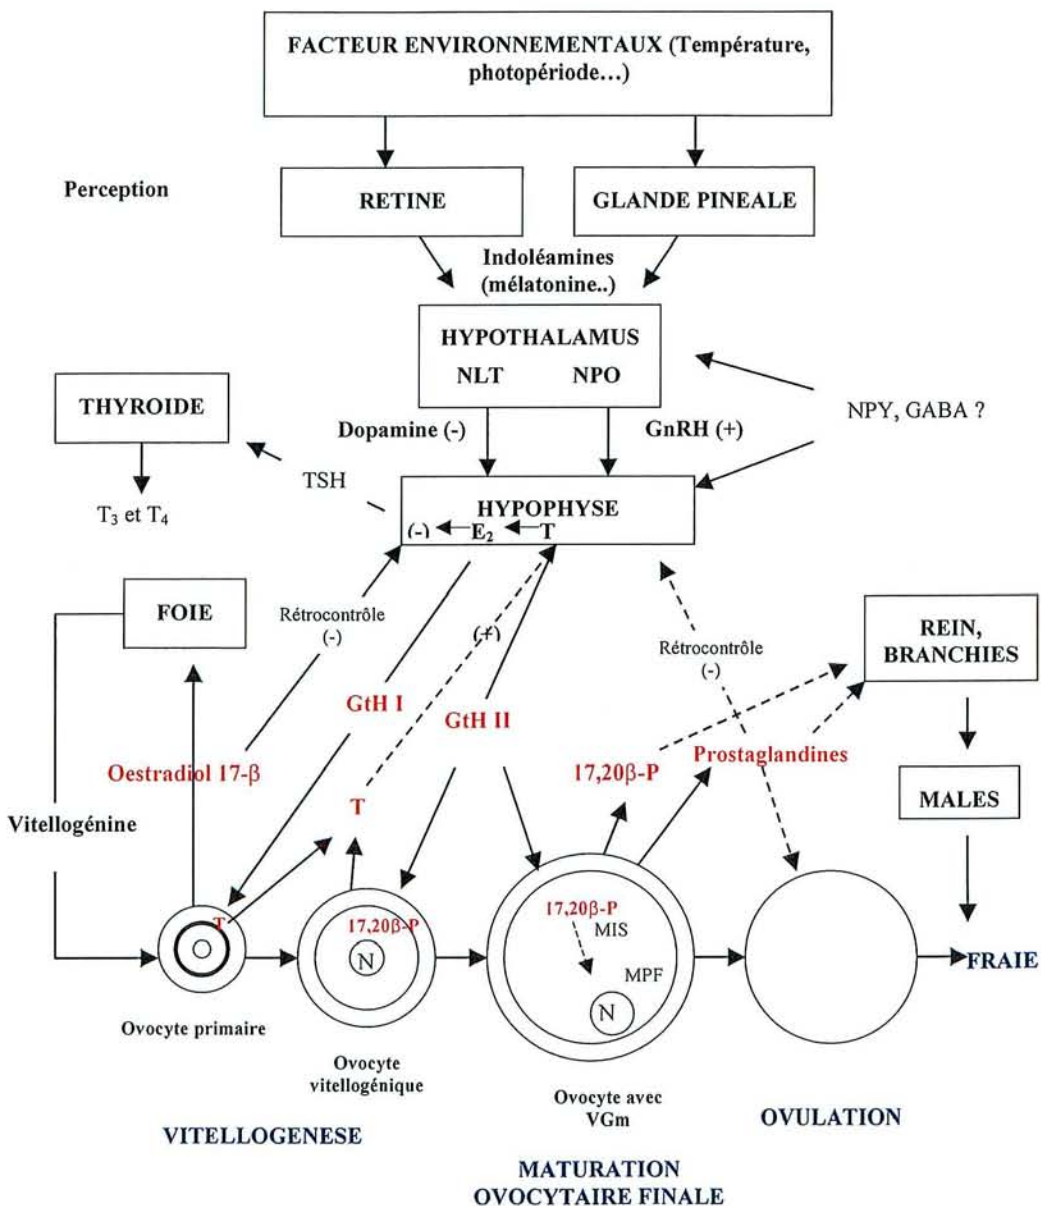 FACTEUR ENVIRONNEMENTAUX (Température,
photopériode...)
Perception
RETINE
GLANDE PINEALE
Indoléamines
(mélatonine..)
HYPOTHALAMUS
NLT NPO
THYROIDE
NPY, GABA ?
Dopamine (-)
GnRH (+)
TSH
HYPOPHYSE
(-) E₂ T
T₃ et T₄
FOIE
Rétrocontrôle
(-)
(+)
Rétrocontrôle
(-)
REIN,
BRANCHIES
GtH I
GtH II
Oestradiol 17-β
17,20β-P
Prostaglandines
T
MALES
Vitellogénine
T
17,20β-P
N
17,20β-P
MIS
MPF
N
FRAIE
Ovocyte primaire
Ovocyte
vitellogénique
Ovocyte avec
VGm
OVULATION
VITELLOGENESE
MATURATION
OVOCYTAIRE FINALE